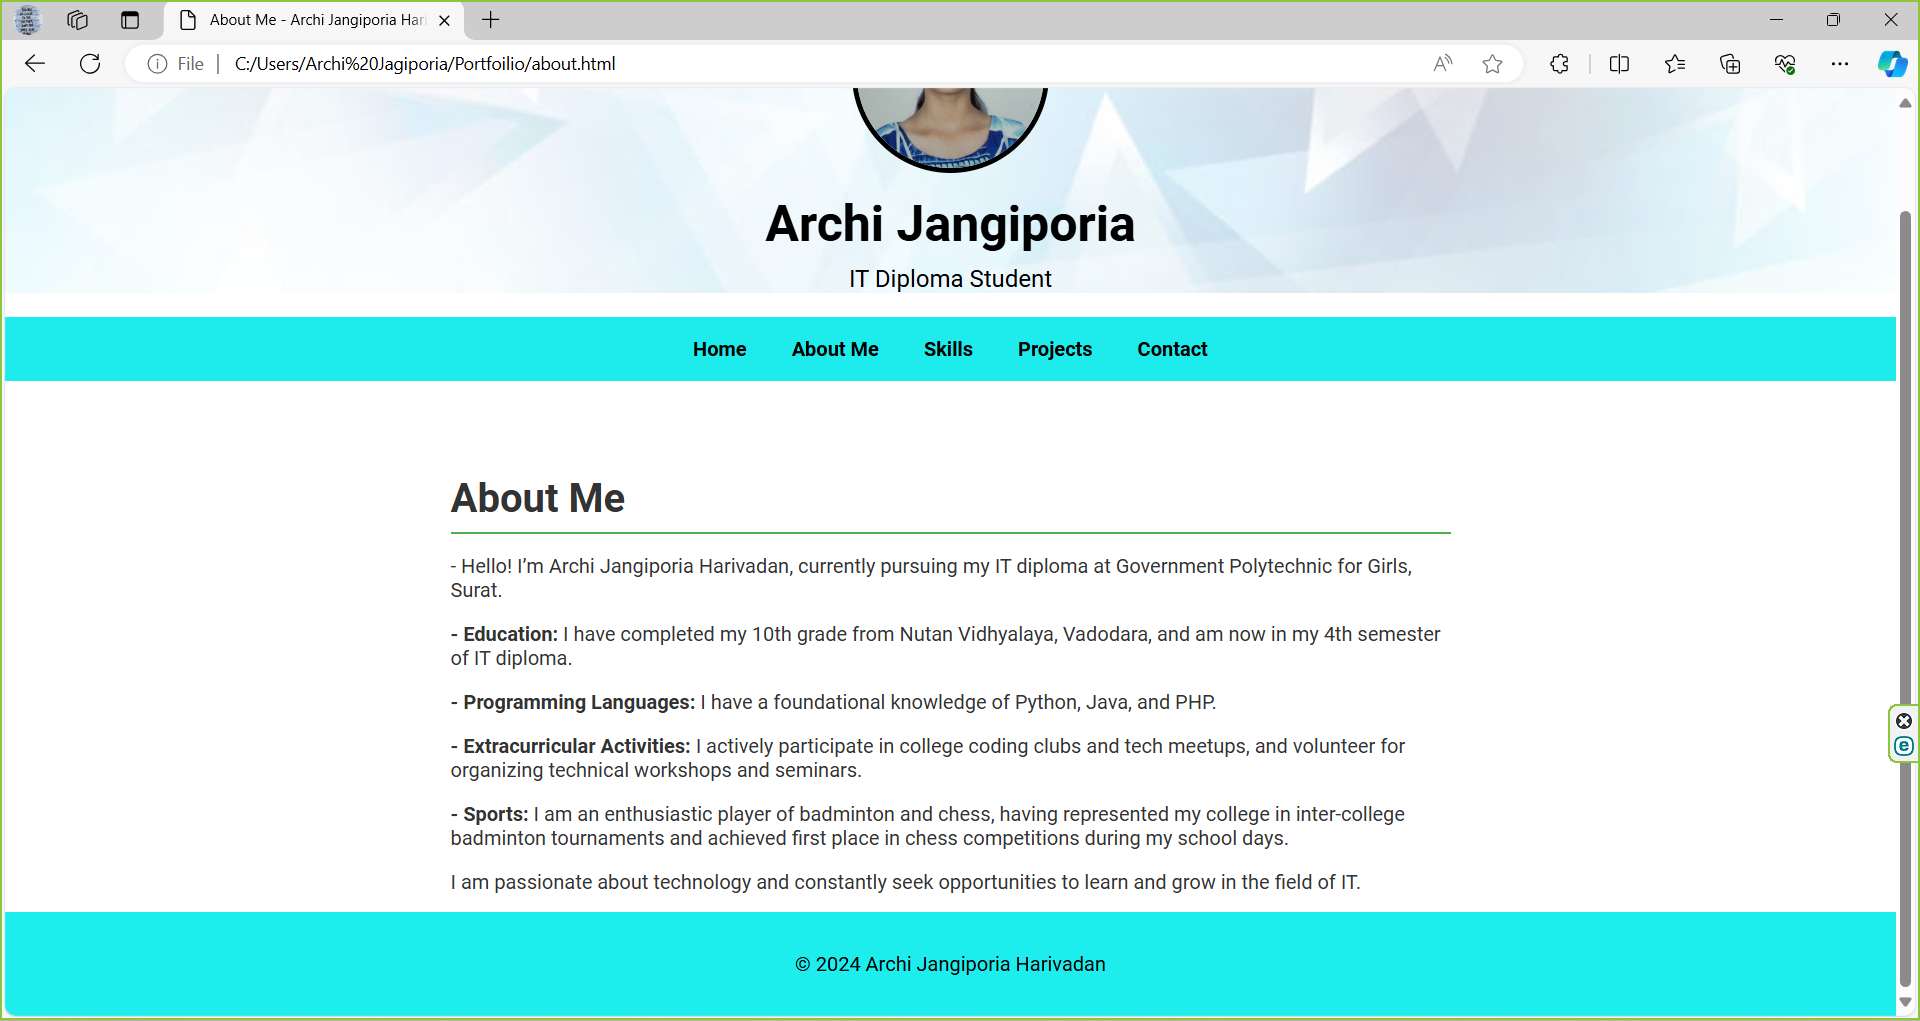 About Me - Archi Jangiporia Hari
File
C:/Users/Archi%20Jagiporia/Portfoilio/about.html
Archi Jangiporia
IT Diploma Student
Home About Me Skills Projects Contact
About Me
- Hello! I’m Archi Jangiporia Harivadan, currently pursuing my IT diploma at Government Polytechnic for Girls,
Surat.
- Education: I have completed my 10th grade from Nutan Vidhyalaya, Vadodara, and am now in my 4th semester
of IT diploma.
- Programming Languages: I have a foundational knowledge of Python, Java, and PHP.
- Extracurricular Activities: I actively participate in college coding clubs and tech meetups, and volunteer for
organizing technical workshops and seminars.
- Sports: I am an enthusiastic player of badminton and chess, having represented my college in inter-college
badminton tournaments and achieved first place in chess competitions during my school days.
I am passionate about technology and constantly seek opportunities to learn and grow in the field of IT.
© 2024 Archi Jangiporia Harivadan